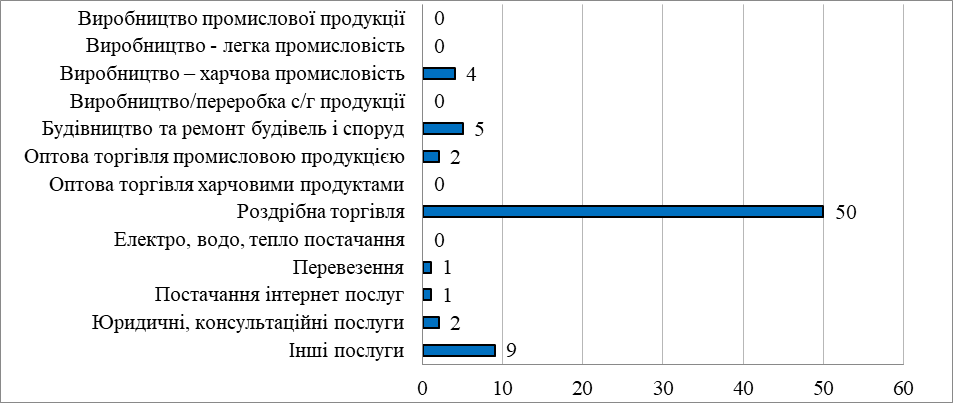 Виробництво промислової продукції 0
Виробництво - легка промисловість 0
Виробництво – харчова промисловість 4
Виробництво/переробка с/г продукції 0
Будівництво та ремонт будівель і споруд 5
Оптова торгівля промисловою продукцією 2
Оптова торгівля харчовими продуктами 0
Роздрібна торгівля 50
Електро, водо, тепло постачання 0
Перевезення 1
Постачання інтернет послуг 1
Юридичні, консультаційні послуги 2
Інші послуги 9
0 10 20 30 40 50 60